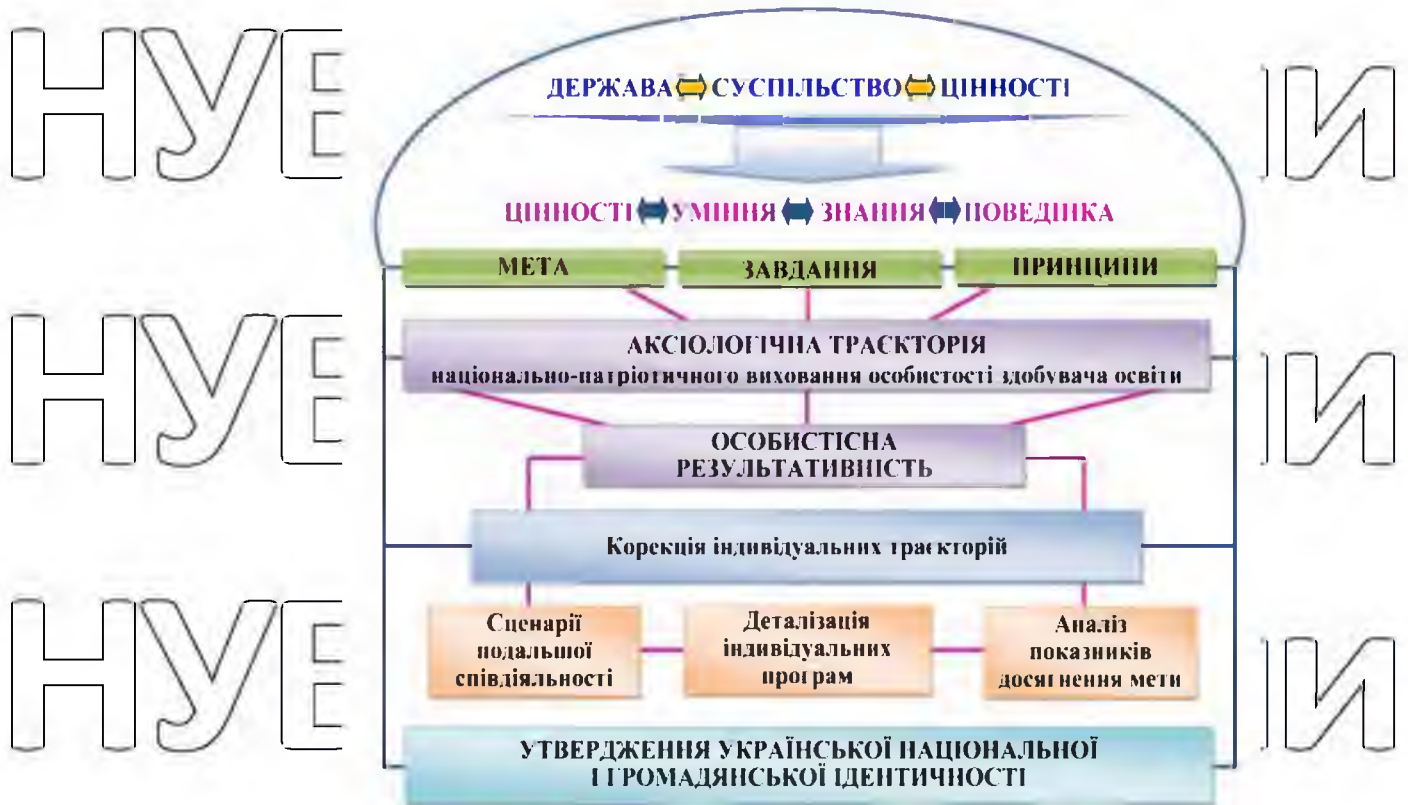 ДЕРЖАВА СУСПІЛЬСТВО ЦІННОСТІ
ЦІННОСТІ УМІННЯ ЗНАННЯ ПОВЕДІНКА
МЕТА ЗАВДАННЯ ПРИНЦИПИ
АКСІОЛОГІЧНА ТРАЄКТОРІЯ
національно-патріотичного виховання особистості здобувача освіти
ОСОБИСТІСНА
РЕЗУЛЬТАТИВНІСТЬ
Корекція індивідуальних траєкторій
Сценарії
подальшої
співдіяльності
Деталізація
індивідуальних
програм
Аналіз
показників
досягнення мети
УТВЕРДЖЕННЯ УКРАЇНСЬКОЇ НАЦІОНАЛЬНОЇ
І ГРОМАДЯНСЬКОЇ ІДЕНТИЧНОСТІ